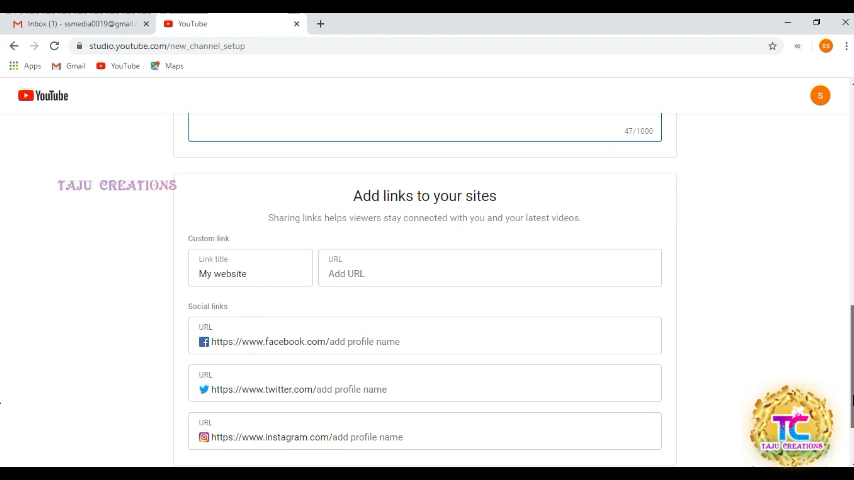 Inbox (1) - ssmedia0019@gmail.
YouTube
studio.youtube.com/new_channel_setup
SS
Apps
Gmail
YouTube
Maps
YouTube
S
47/1000
TAJU CREATIONS
Add links to your sites
Sharing links helps viewers stay connected with you and your latest videos.
Custom link
Link title
My website
URL
Add URL
Social links
URL
https://www.facebook.com/add profile name
URL
https://www.twitter.com/add profile name
URL
https://www.instagram.com/add profile name
TC
TAJU CREATIONS